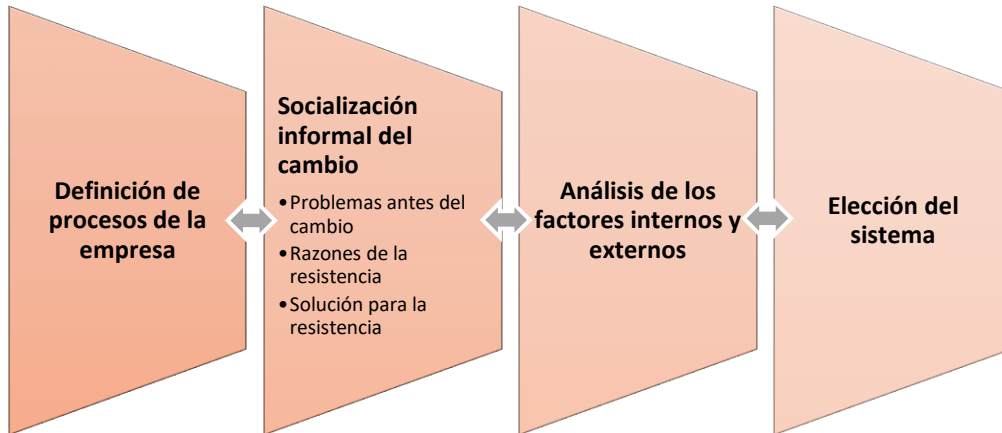 Definición de
procesos de la
empresa
Socialización
informal del
cambio
•Problemas antes del
cambio
•Razones de la
resistencia
•Solución para la
resistencia
Análisis de los
factores internos y
externos
Elección del
sistema